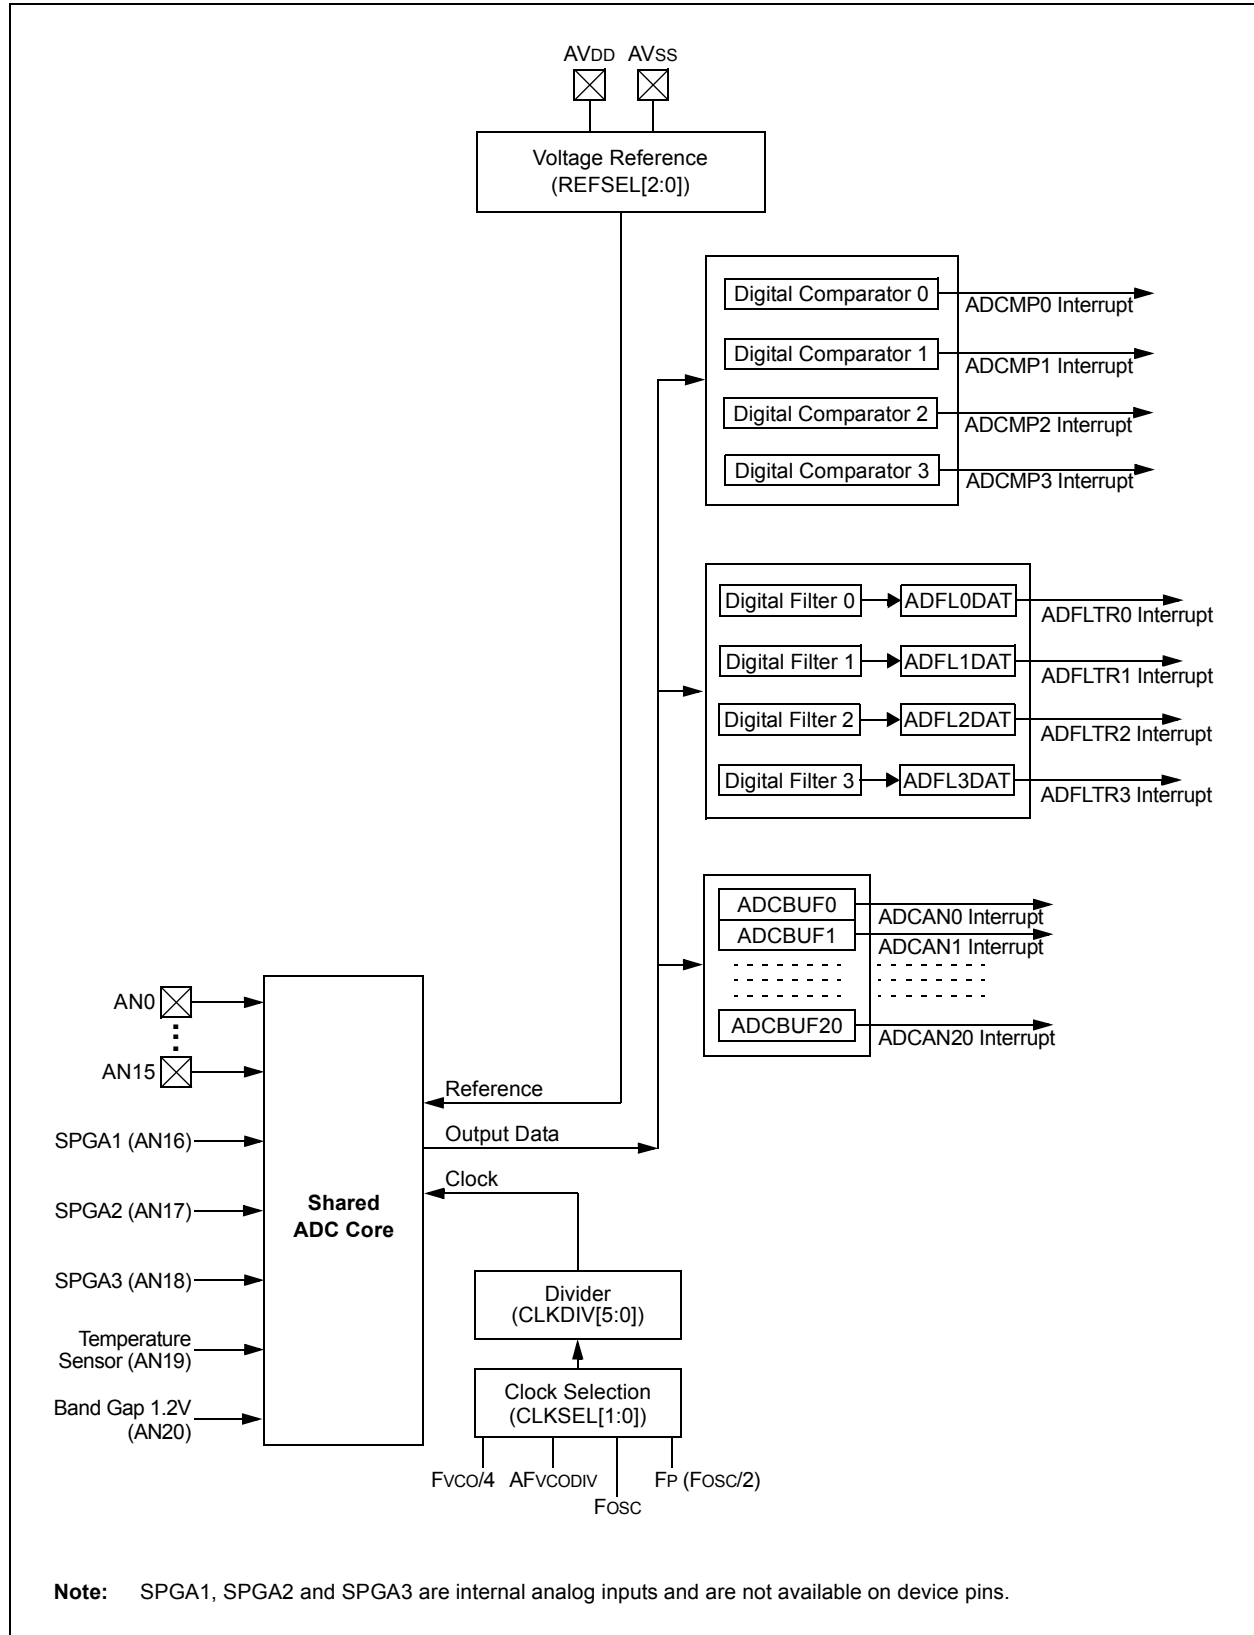 AVDD AVSS
Voltage Reference
(REFSEL[2:0])
Digital Comparator 0
ADCMP0 Interrupt
Digital Comparator 1
ADCMP1 Interrupt
Digital Comparator 2
ADCMP2 Interrupt
Digital Comparator 3
ADCMP3 Interrupt
Digital Filter 0
ADFL0DAT
ADFLTR0 Interrupt
Digital Filter 1
ADFL1DAT
ADFLTR1 Interrupt
Digital Filter 2
ADFL2DAT
ADFLTR2 Interrupt
Digital Filter 3
ADFL3DAT
ADFLTR3 Interrupt
ADCBUF0
ADCAN0 Interrupt
ADCBUF1
ADCAN1 Interrupt
ADCBUF20
ADCAN20 Interrupt
AN0
AN15
SPGA1 (AN16)
SPGA2 (AN17)
SPGA3 (AN18)
Temperature
Sensor (AN19)
Band Gap 1.2V
(AN20)
Shared
ADC Core
Reference
Output Data
Clock
Divider
(CLKDIV[5:0])
Clock Selection
(CLKSEL[1:0])
FVCO/4
AFVCODIV
FOSC
FP (FOSC/2)
Note: SPGA1, SPGA2 and SPGA3 are internal analog inputs and are not available on device pins.